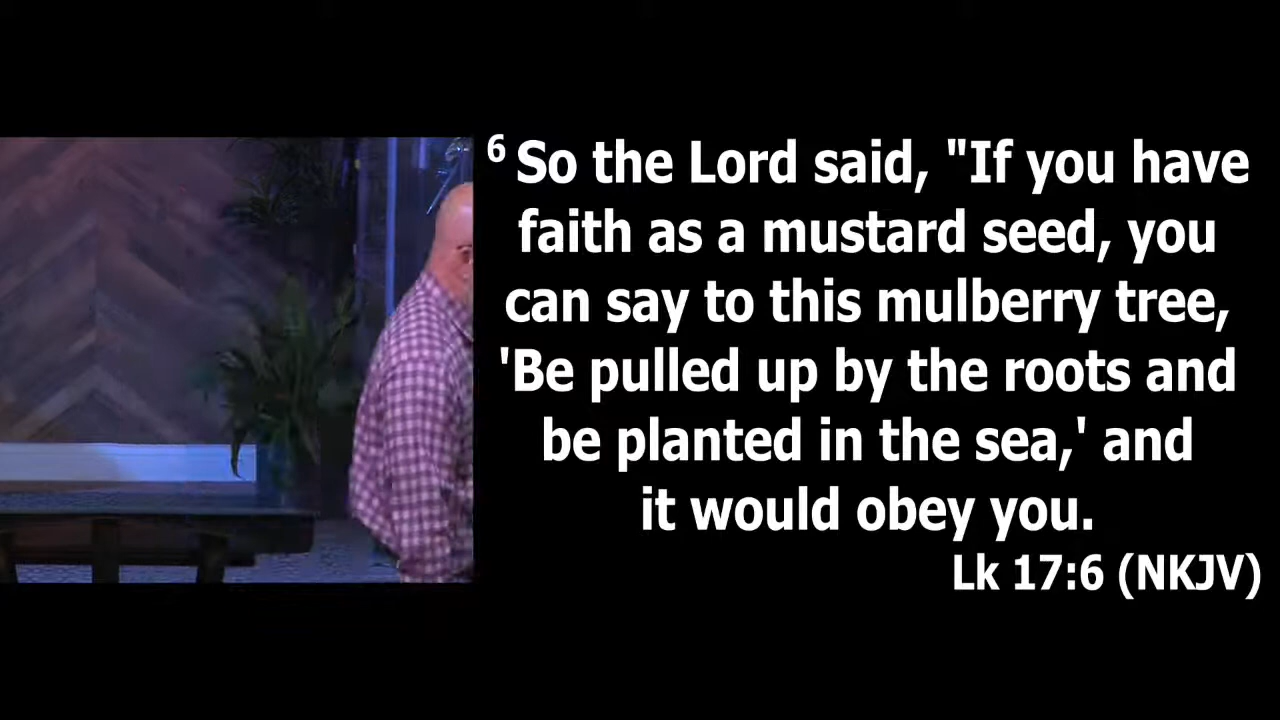 6 So the Lord said, "If you have
faith as a mustard seed, you
can say to this mulberry tree,
'Be pulled up by the roots and
be planted in the sea,' and
it would obey you.
Lk 17:6 (NKJV)